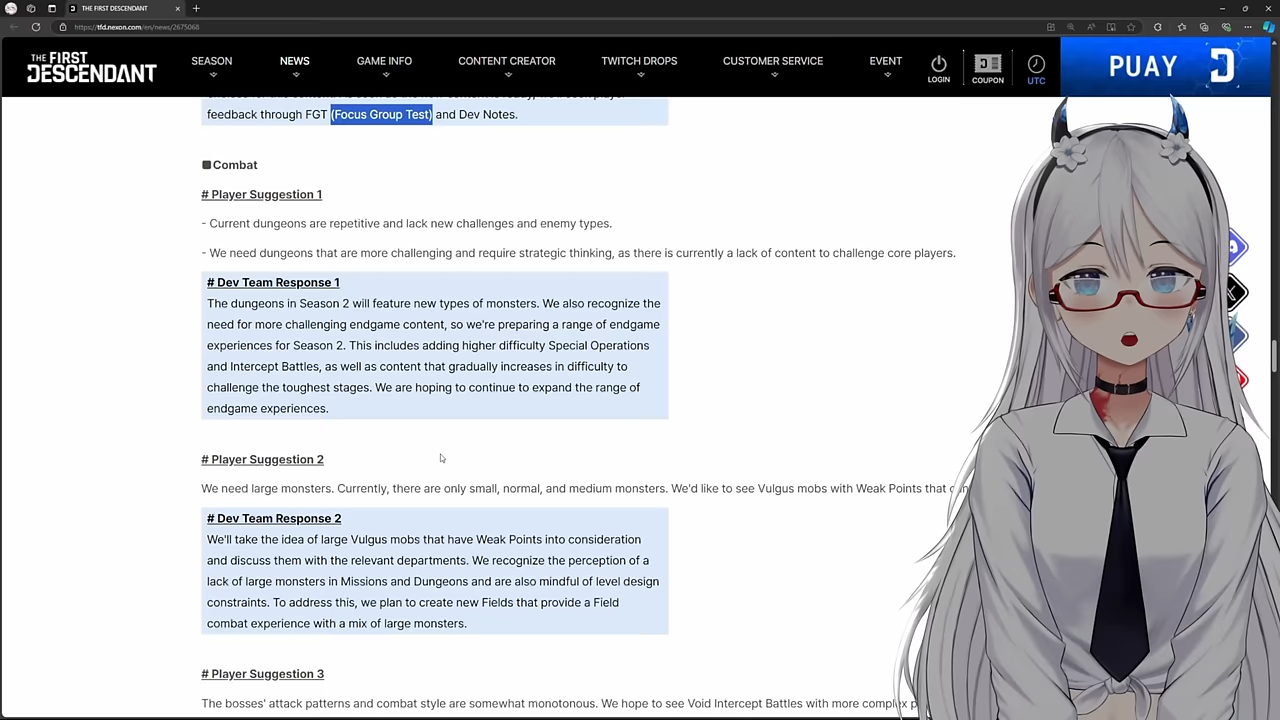 THE FIRST DESCENDANT
https://tfd.nexon.com/en/news/2675068
THE FIRST
DESCENDANT
SEASON
NEWS
GAME INFO
CONTENT CREATOR
TWITCH DROPS
CUSTOMER SERVICE
EVENT
LOGIN
COUPON
UTC
PUAY
feedback through FGT (Focus Group Test) and Dev Notes.
Combat
# Player Suggestion 1
- Current dungeons are repetitive and lack new challenges and enemy types.
- We need dungeons that are more challenging and require strategic thinking, as there is currently a lack of content to challenge core players.
# Dev Team Response 1
The dungeons in Season 2 will feature new types of monsters. We also recognize the
need for more challenging endgame content, so we're preparing a range of endgame
experiences for Season 2. This includes adding higher difficulty Special Operations
and Intercept Battles, as well as content that gradually increases in difficulty to
challenge the toughest stages. We are hoping to continue to expand the range of
endgame experiences.
# Player Suggestion 2
We need large monsters. Currently, there are only small, normal, and medium monsters. We'd like to see Vulgus mobs with Weak Points that
# Dev Team Response 2
We'll take the idea of large Vulgus mobs that have Weak Points into consideration
and discuss them with the relevant departments. We recognize the perception of a
lack of large monsters in Missions and Dungeons and are also mindful of level design
constraints. To address this, we plan to create new Fields that provide a Field
combat experience with a mix of large monsters.
# Player Suggestion 3
The bosses' attack patterns and combat style are somewhat monotonous. We hope to see Void Intercept Battles with more complex